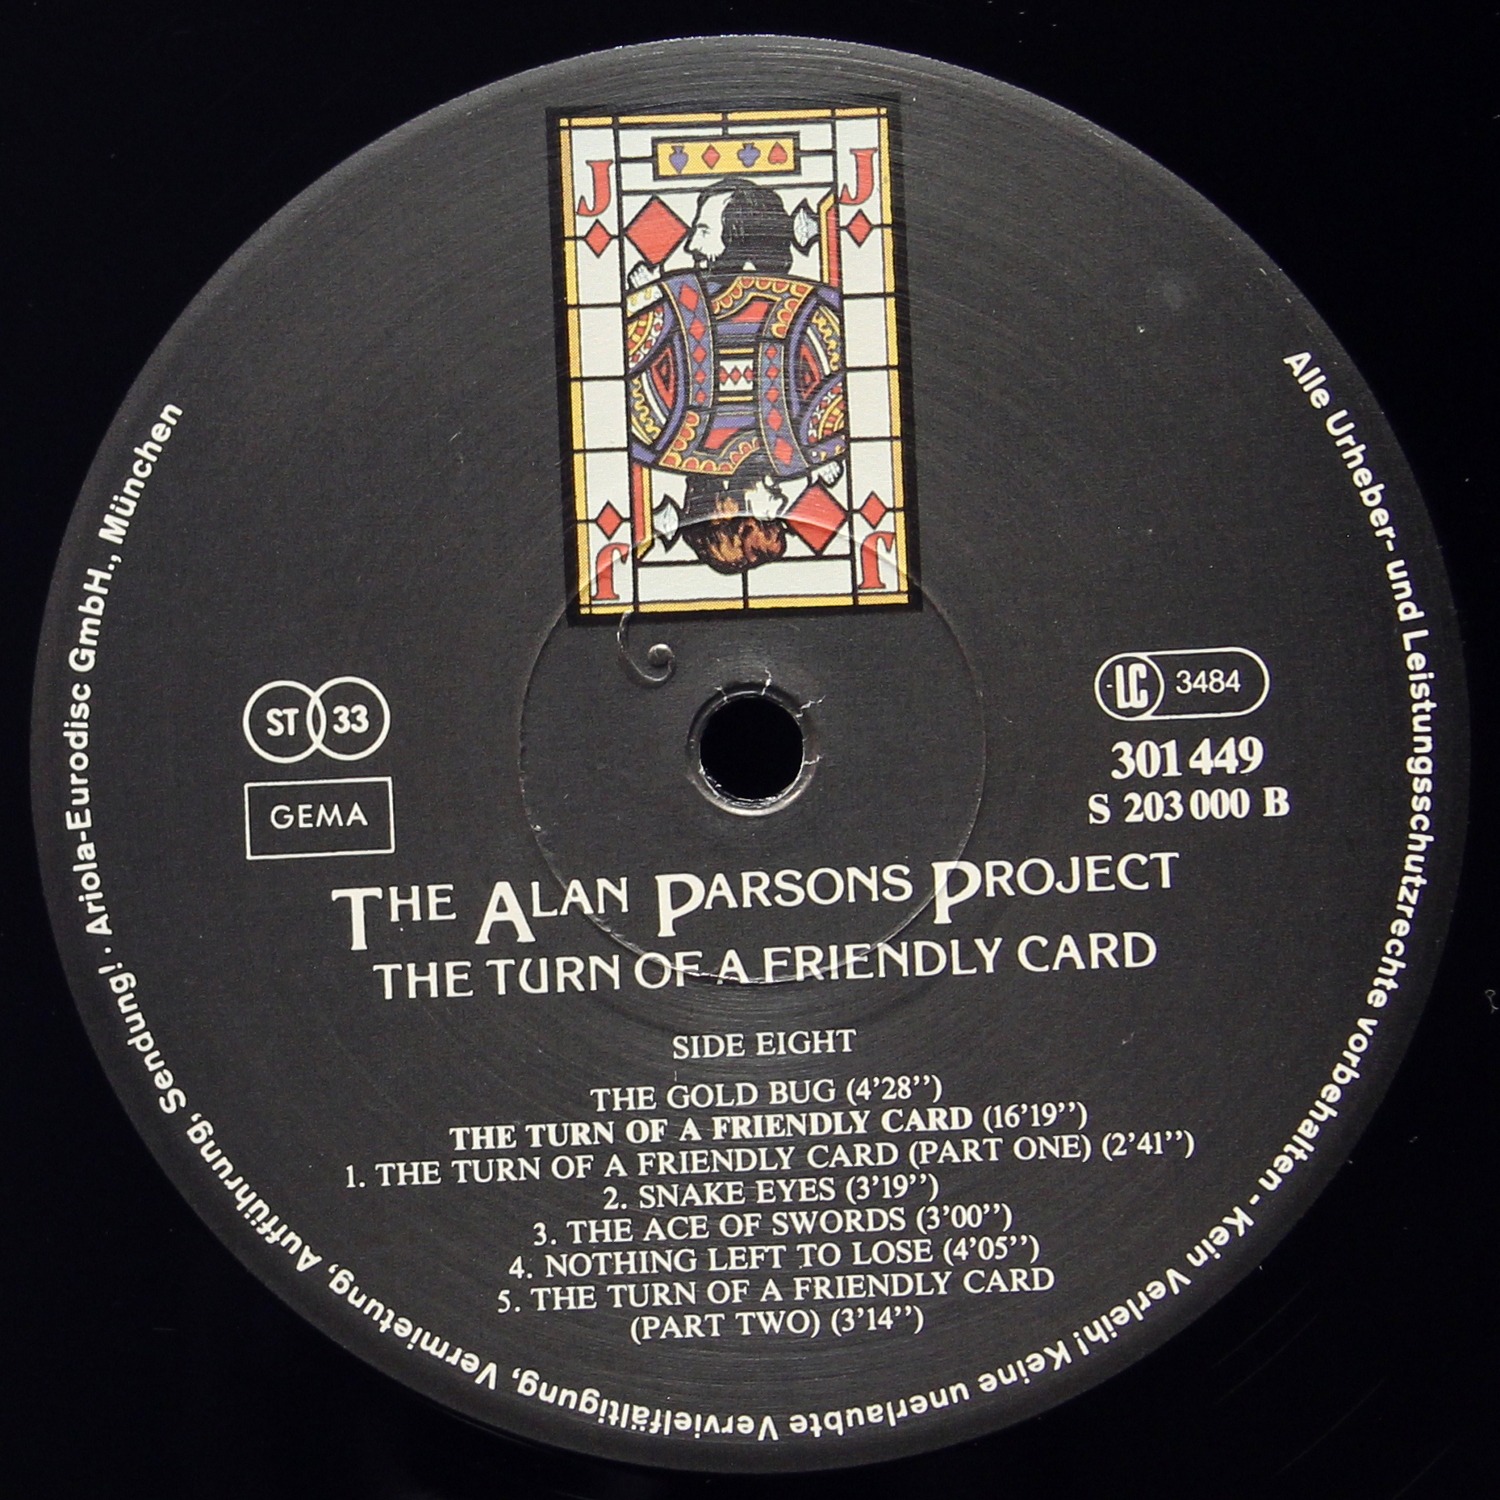 J J
J J
Alle Urheber- und Leistungsschutzrechte vorbehalten - Kein Verleih! Keine unerlaubte Vervielfältigung, Vermietung, Aufführung, Sendung! · Ariola-Eurodisc GmbH., München
ST 33
GEMA
LC 3484
301 449
S 203 000 B
THE ALAN PARSONS PROJECT
THE TURN OF A FRIENDLY CARD
SIDE EIGHT
THE GOLD BUG (4'28'')
THE TURN OF A FRIENDLY CARD (16'19'')
1. THE TURN OF A FRIENDLY CARD (PART ONE) (2'41'')
2. SNAKE EYES (3'19'')
3. THE ACE OF SWORDS (3'00'')
4. NOTHING LEFT TO LOSE (4'05'')
5. THE TURN OF A FRIENDLY CARD
(PART TWO) (3'14'')